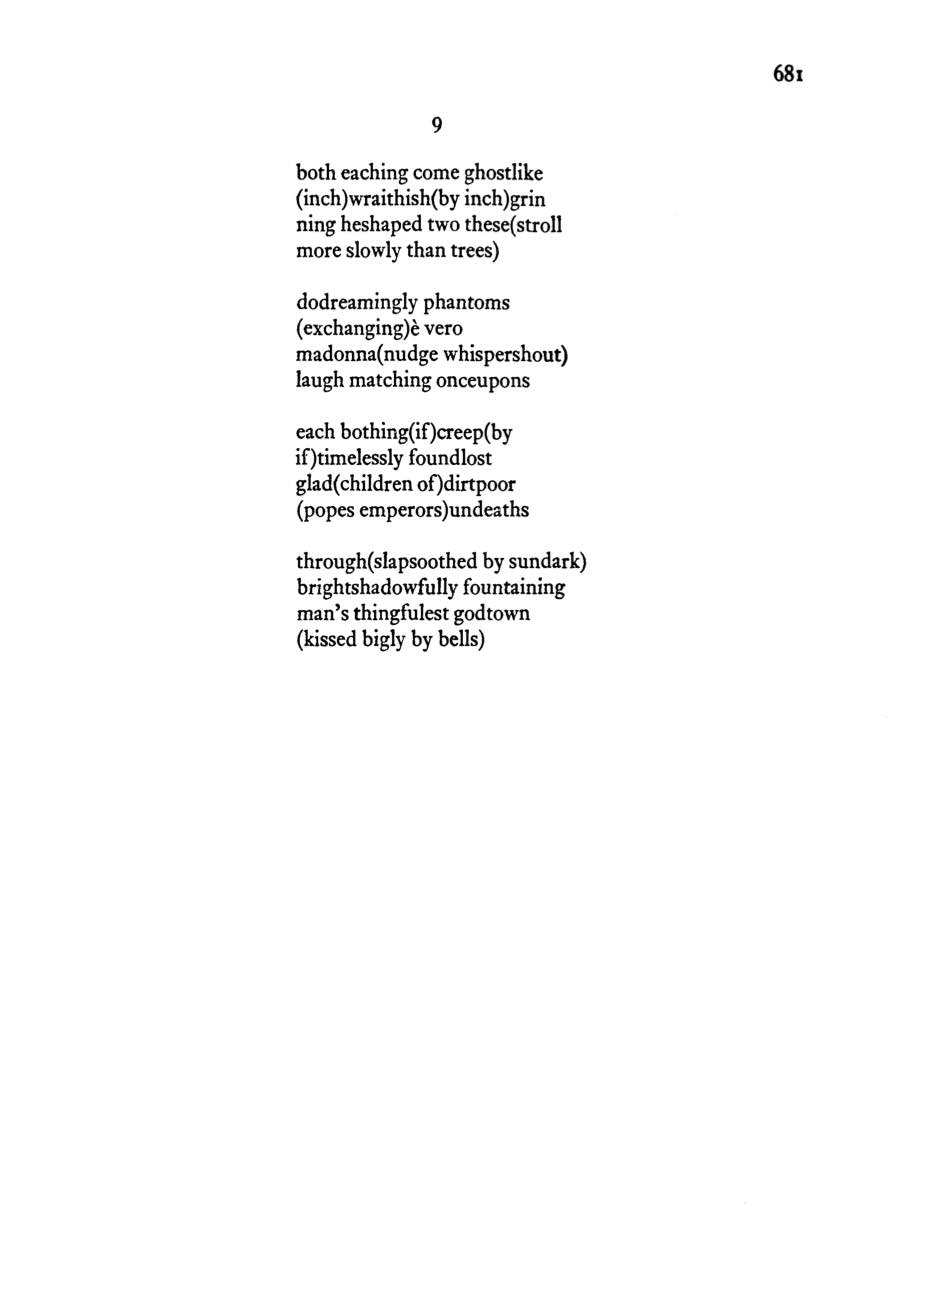 681
9
both eaching come ghostlike
(inch)wraithish(by inch)grin
ning heshaped two these(stroll
more slowly than trees)
dodreamingly phantoms
(exchanging)è vero
madonna(nudge whispershout)
laugh matching onceupons
each bothing(if)creep(by
if)timelessly foundlost
glad(children of)dirtpoor
(popes emperors)undeaths
through(slapsoothed by sundark)
brightshadowfully fountaining
man's thingfulest godtown
(kissed bigly by bells)